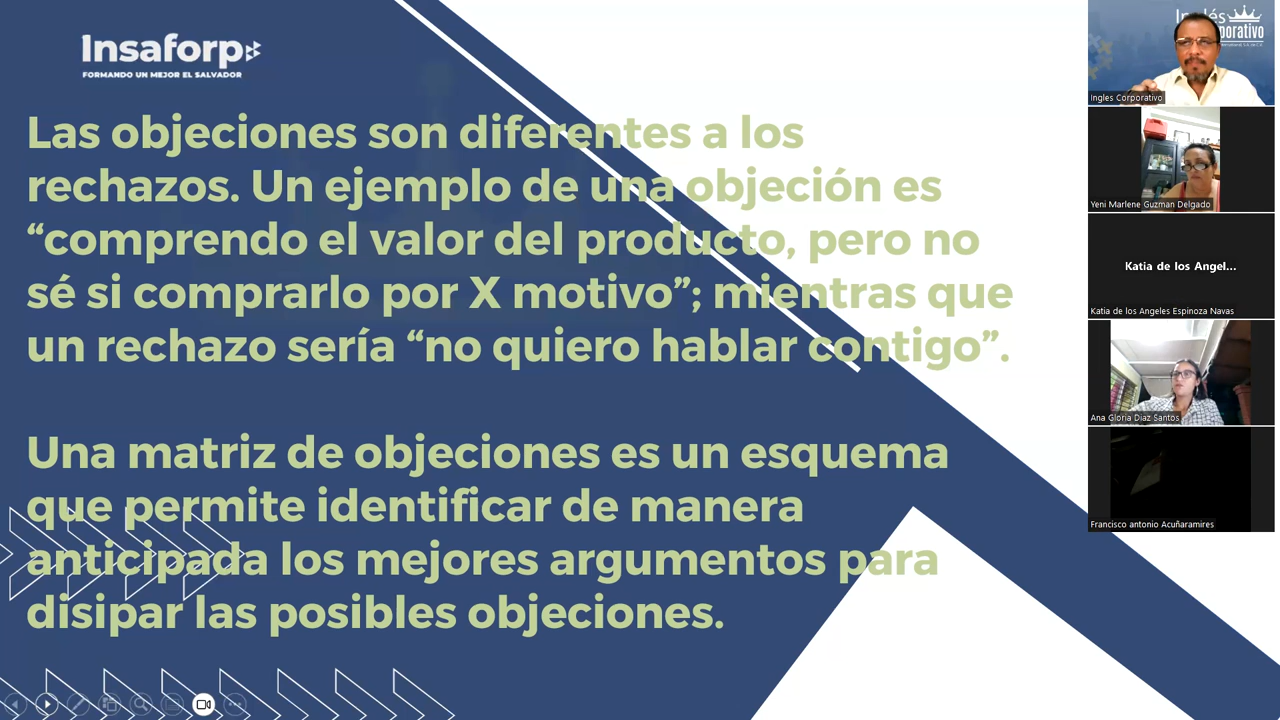 Insaforp
FORMANDO UN MEJOR EL SALVADOR
Las objeciones son diferentes a los
rechazos. Un ejemplo de una objeción es
“comprendo el valor del producto, pero no
sé si comprarlo por X motivo”; mientras que
un rechazo sería “no quiero hablar contigo”.
Una matriz de objeciones es un esquema
que permite identificar de manera
anticipada los mejores argumentos para
disipar las posibles objeciones.
Ingles Corporativo
Yeni Marlene Guzman Delgado
Katia de los Angel...
Katia de los Angeles Espinoza Navas
Ana Gloria Diaz Santos
Francisco antonio Acuñaramires